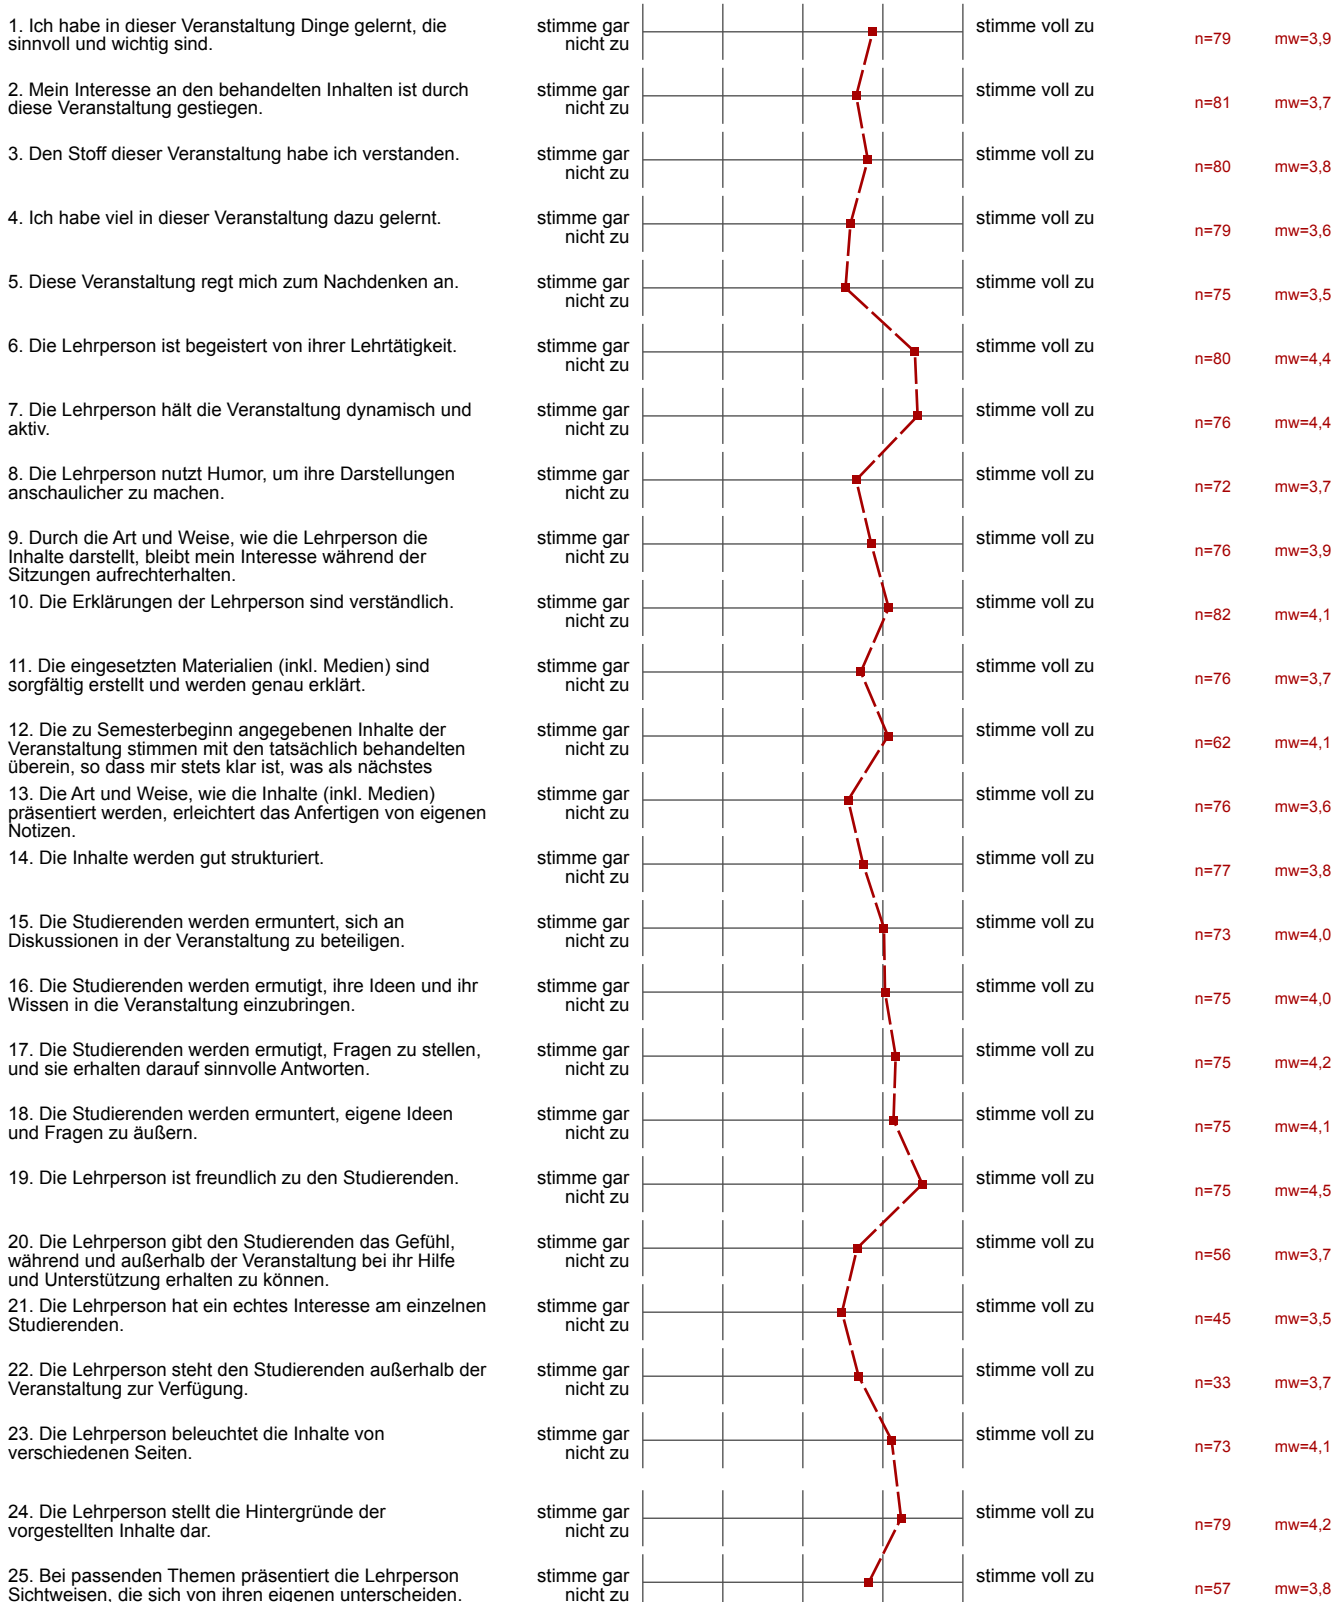 1. Ich habe in dieser Veranstaltung Dinge gelernt, die
sinnvoll und wichtig sind.
stimme gar
nicht zu
stimme voll zu
n=79
mw=3,9
2. Mein Interesse an den behandelten Inhalten ist durch
diese Veranstaltung gestiegen.
stimme gar
nicht zu
stimme voll zu
n=81
mw=3,7
3. Den Stoff dieser Veranstaltung habe ich verstanden.
stimme gar
nicht zu
stimme voll zu
n=80
mw=3,8
4. Ich habe viel in dieser Veranstaltung dazu gelernt.
stimme gar
nicht zu
stimme voll zu
n=79
mw=3,6
5. Diese Veranstaltung regt mich zum Nachdenken an.
stimme gar
nicht zu
stimme voll zu
n=75
mw=3,5
6. Die Lehrperson ist begeistert von ihrer Lehrtätigkeit.
stimme gar
nicht zu
stimme voll zu
n=80
mw=4,4
7. Die Lehrperson hält die Veranstaltung dynamisch und
aktiv.
stimme gar
nicht zu
stimme voll zu
n=76
mw=4,4
8. Die Lehrperson nutzt Humor, um ihre Darstellungen
anschaulicher zu machen.
stimme gar
nicht zu
stimme voll zu
n=72
mw=3,7
9. Durch die Art und Weise, wie die Lehrperson die
Inhalte darstellt, bleibt mein Interesse während der
Sitzungen aufrechterhalten.
stimme gar
nicht zu
stimme voll zu
n=76
mw=3,9
10. Die Erklärungen der Lehrperson sind verständlich.
stimme gar
nicht zu
stimme voll zu
n=82
mw=4,1
11. Die eingesetzten Materialien (inkl. Medien) sind
sorgfältig erstellt und werden genau erklärt.
stimme gar
nicht zu
stimme voll zu
n=76
mw=3,7
12. Die zu Semesterbeginn angegebenen Inhalte der
Veranstaltung stimmen mit den tatsächlich behandelten
überein, so dass mir stets klar ist, was als nächstes
stimme gar
nicht zu
stimme voll zu
n=62
mw=4,1
13. Die Art und Weise, wie die Inhalte (inkl. Medien)
präsentiert werden, erleichtert das Anfertigen von eigenen
Notizen.
stimme gar
nicht zu
stimme voll zu
n=76
mw=3,6
14. Die Inhalte werden gut strukturiert.
stimme gar
nicht zu
stimme voll zu
n=77
mw=3,8
15. Die Studierenden werden ermuntert, sich an
Diskussionen in der Veranstaltung zu beteiligen.
stimme gar
nicht zu
stimme voll zu
n=73
mw=4,0
16. Die Studierenden werden ermutigt, ihre Ideen und ihr
Wissen in die Veranstaltung einzubringen.
stimme gar
nicht zu
stimme voll zu
n=75
mw=4,0
17. Die Studierenden werden ermutigt, Fragen zu stellen,
und sie erhalten darauf sinnvolle Antworten.
stimme gar
nicht zu
stimme voll zu
n=75
mw=4,2
18. Die Studierenden werden ermuntert, eigene Ideen
und Fragen zu äußern.
stimme gar
nicht zu
stimme voll zu
n=75
mw=4,1
19. Die Lehrperson ist freundlich zu den Studierenden.
stimme gar
nicht zu
stimme voll zu
n=75
mw=4,5
20. Die Lehrperson gibt den Studierenden das Gefühl,
während und außerhalb der Veranstaltung bei ihr Hilfe
und Unterstützung erhalten zu können.
stimme gar
nicht zu
stimme voll zu
n=56
mw=3,7
21. Die Lehrperson hat ein echtes Interesse am einzelnen
Studierenden.
stimme gar
nicht zu
stimme voll zu
n=45
mw=3,5
22. Die Lehrperson steht den Studierenden außerhalb der
Veranstaltung zur Verfügung.
stimme gar
nicht zu
stimme voll zu
n=33
mw=3,7
23. Die Lehrperson beleuchtet die Inhalte von
verschiedenen Seiten.
stimme gar
nicht zu
stimme voll zu
n=73
mw=4,1
24. Die Lehrperson stellt die Hintergründe der
vorgestellten Inhalte dar.
stimme gar
nicht zu
stimme voll zu
n=79
mw=4,2
25. Bei passenden Themen präsentiert die Lehrperson
Sichtweisen, die sich von ihren eigenen unterscheiden.
stimme gar
nicht zu
stimme voll zu
n=57
mw=3,8